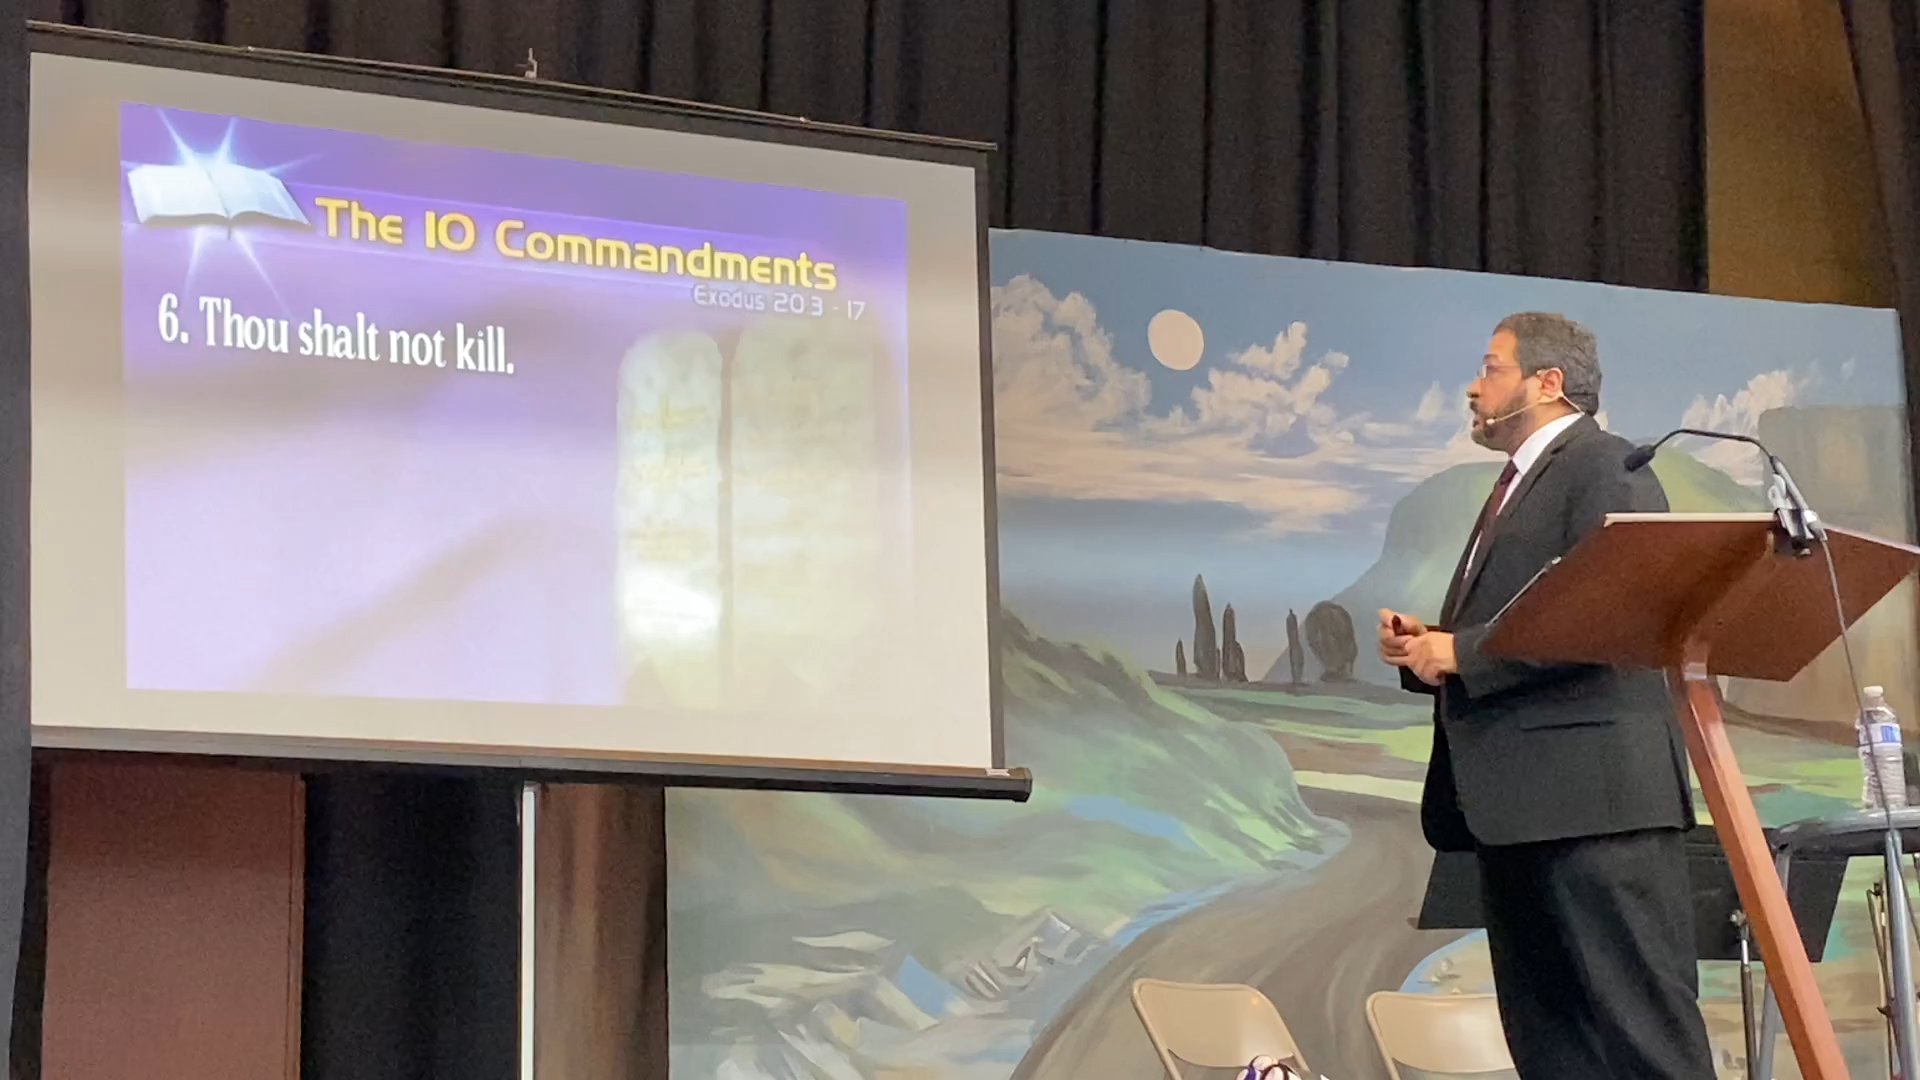 The 10 Commandments
Exodus 20:3 - 17
6. Thou shalt not kill.